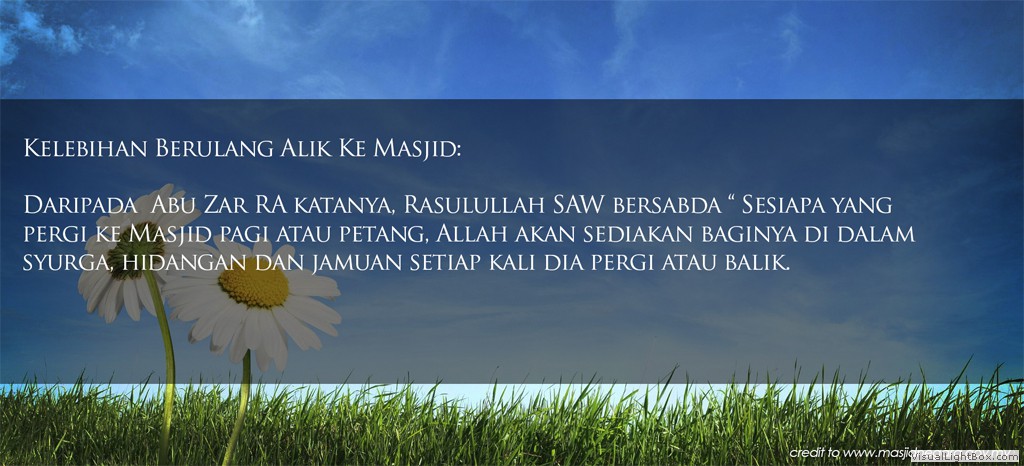 Kelebihan Berulang Alik Ke Masjid:
Daripada Abu Zar RA katanya, Rasulullah SAW bersabda “ Sesiapa yang
pergi ke Masjid pagi atau petang, Allah akan sediakan baginya di dalam
syurga, hidangan dan jamuan setiap kali dia pergi atau balik.
credit to
VisualLightBox.com